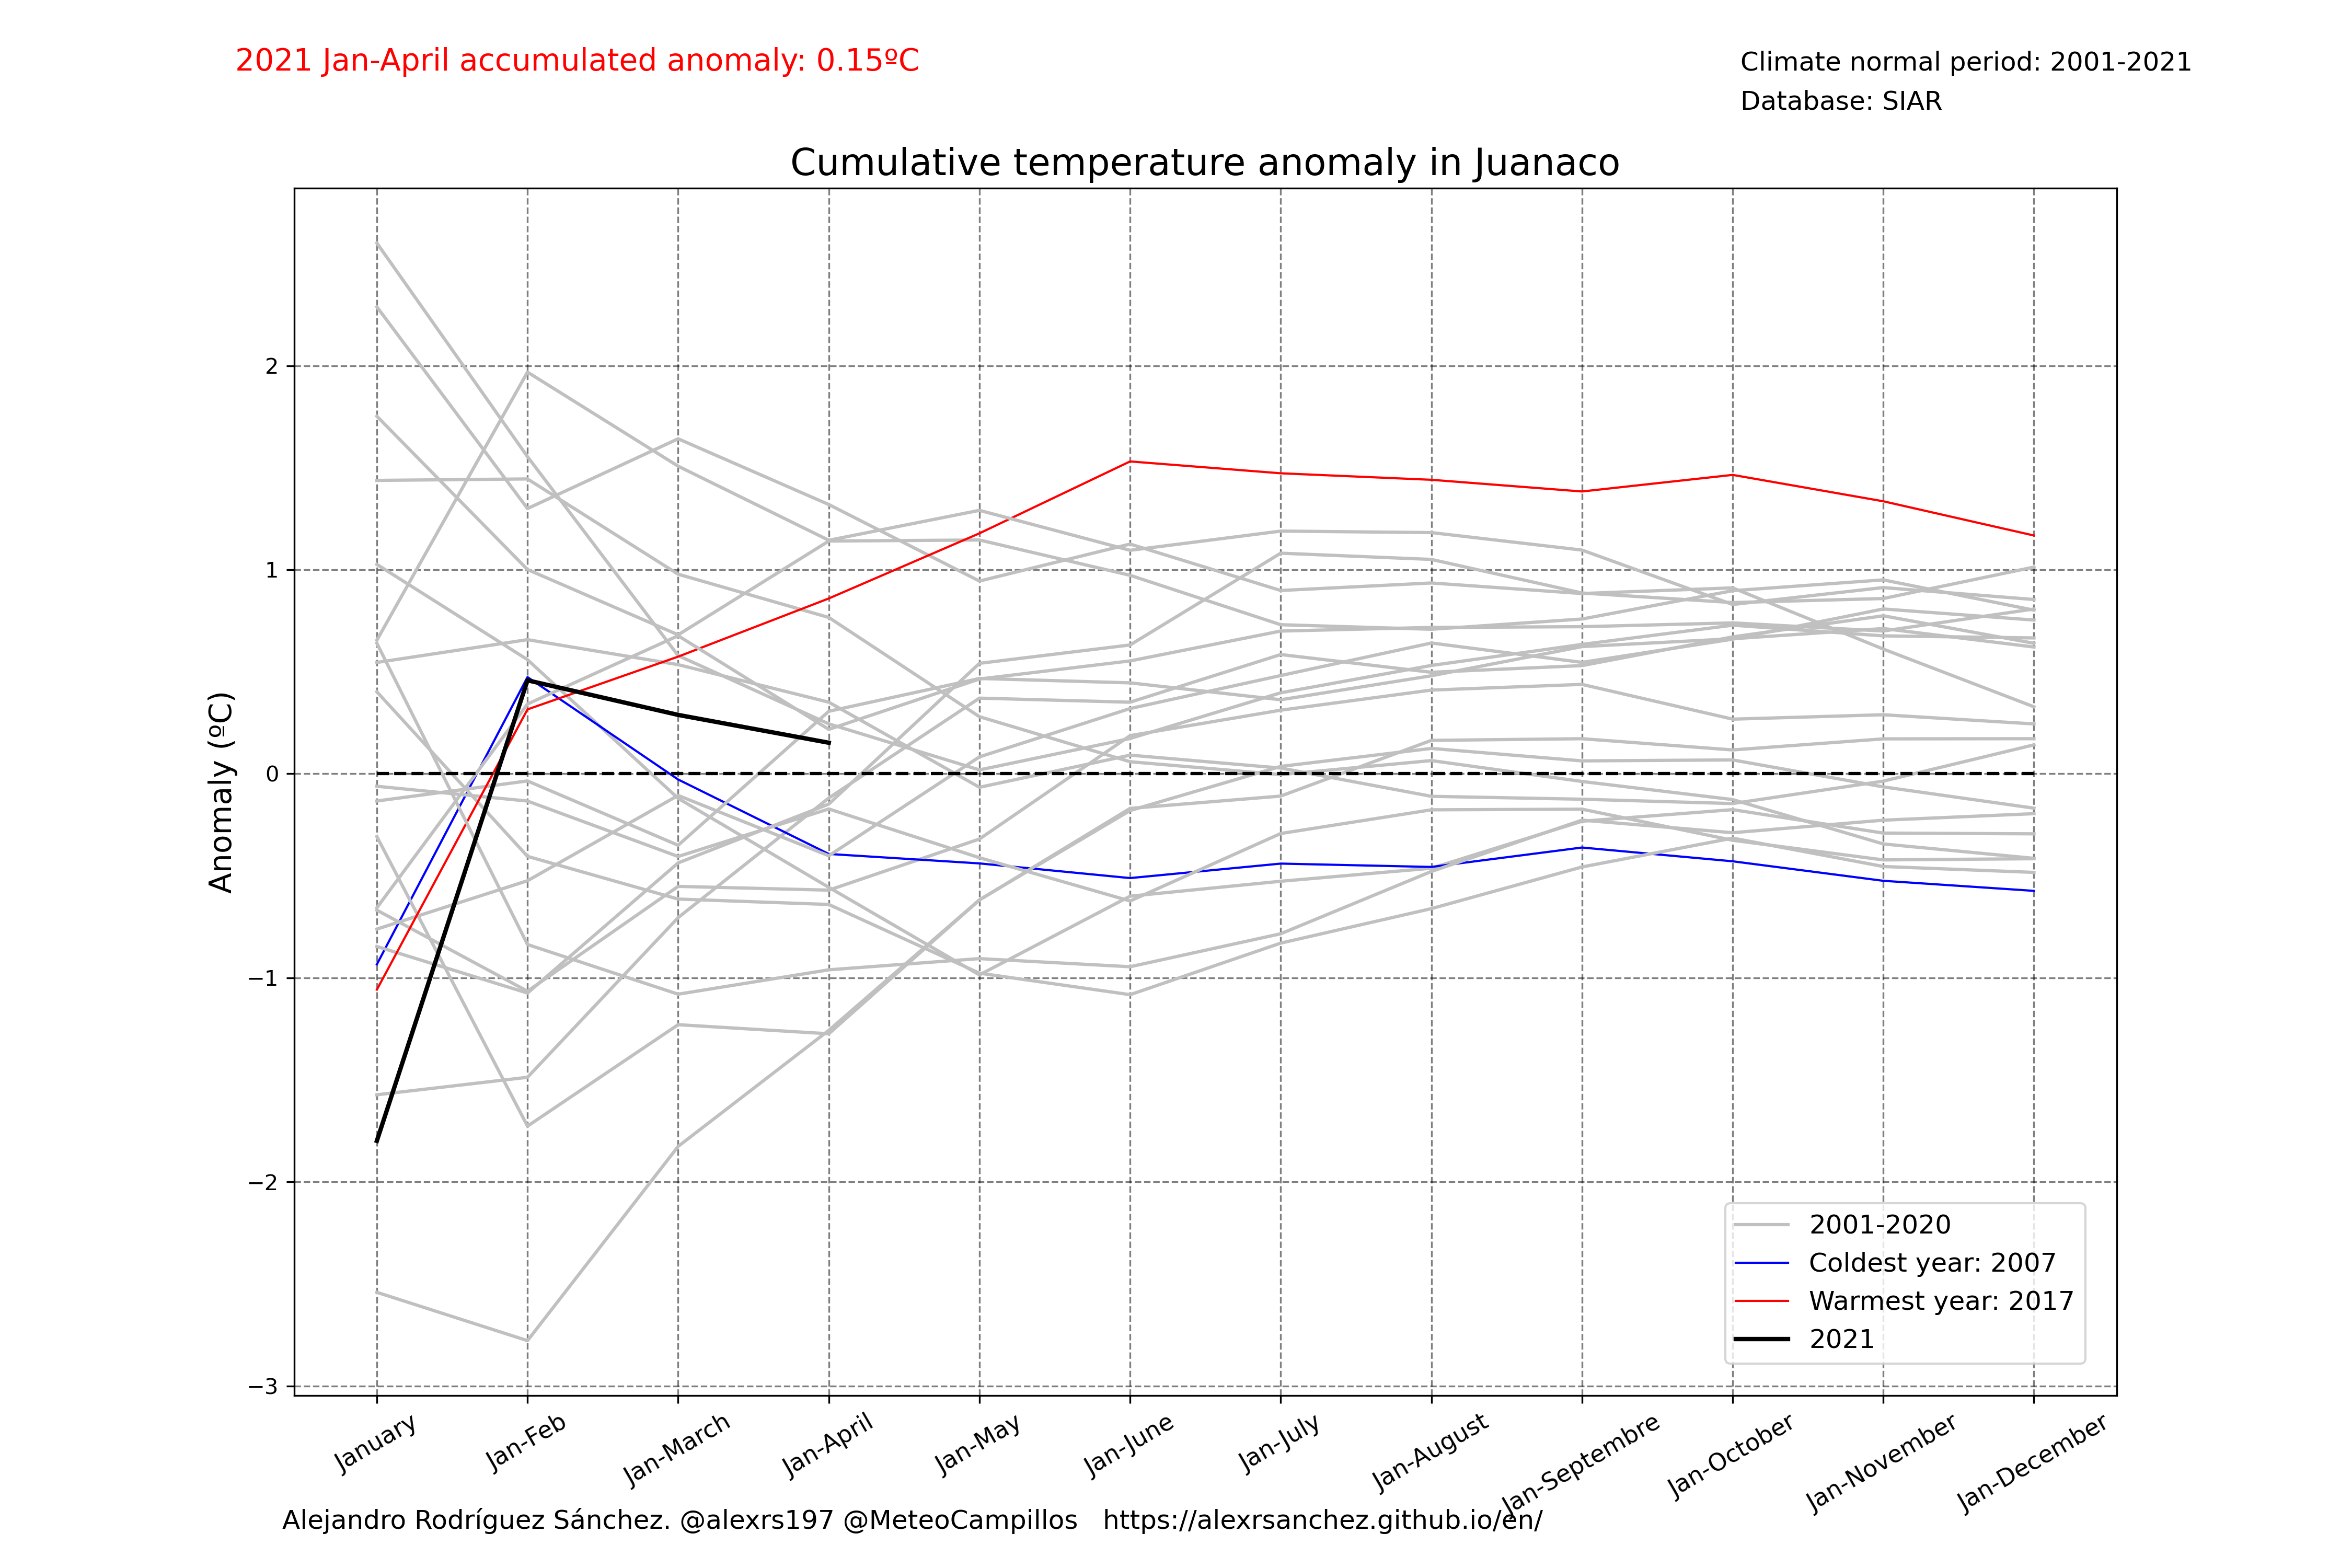 2021 Jan-April accumulated anomaly: 0.15ºC
Climate normal period: 2001-2021
Database: SIAR
Cumulative temperature anomaly in Juanaco
Anomaly (ºC)
2
1
0
−1
−2
−3
2001-2020
Coldest year: 2007
Warmest year: 2017
2021
January
Jan-Feb
Jan-March
Jan-April
Jan-May
Jan-June
Jan-July
Jan-August
Jan-Septembre
Jan-October
Jan-November
Jan-December
Alejandro Rodríguez Sánchez. @alexrs197 @MeteoCampillos https://alexrsanchez.github.io/en/